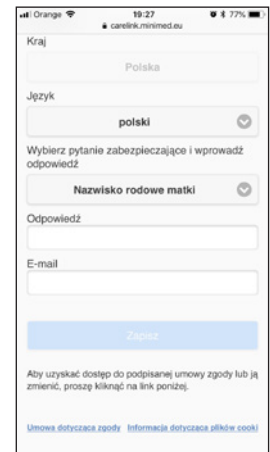 Orange 19:27 77%
carelink.minimed.eu
Kraj
Polska
Język
polski
Wybierz pytanie zabezpieczające i wprowadź
odpowiedź
Nazwisko rodowe matki
Odpowiedź
E-mail
Zapisz
Aby uzyskać dostęp do podpisanej umowy zgody lub ją
zmienić, proszę kliknąć na link poniżej.
Umowa dotycząca zgody Informacja dotycząca plików cooki